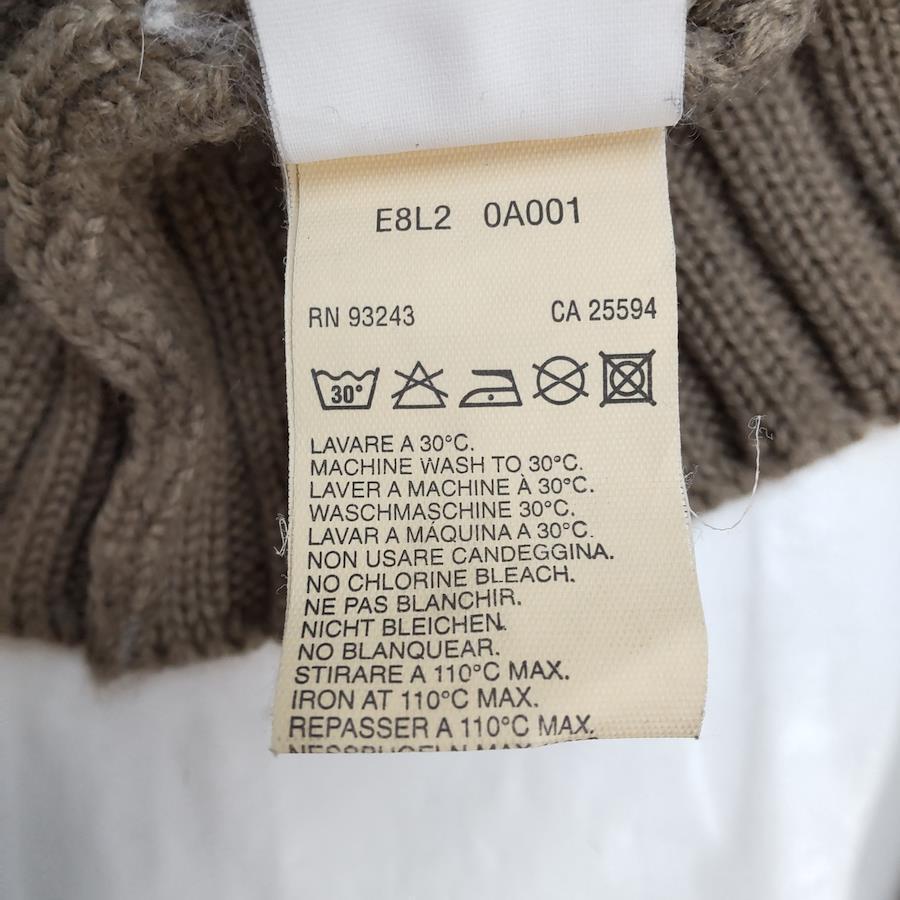 E8L2 0A001
RN 93243 CA 25594
30°
LAVARE A 30°C.
MACHINE WASH TO 30°C.
LAVER A MACHINE À 30°C.
WASCHMASCHINE 30°C.
LAVAR A MÁQUINA A 30°C.
NON USARE CANDEGGINA.
NO CHLORINE BLEACH.
NE PAS BLANCHIR.
NICHT BLEICHEN.
NO BLANQUEAR.
STIRARE A 110°C MAX.
IRON AT 110°C MAX.
REPASSER A 110°C MAX.